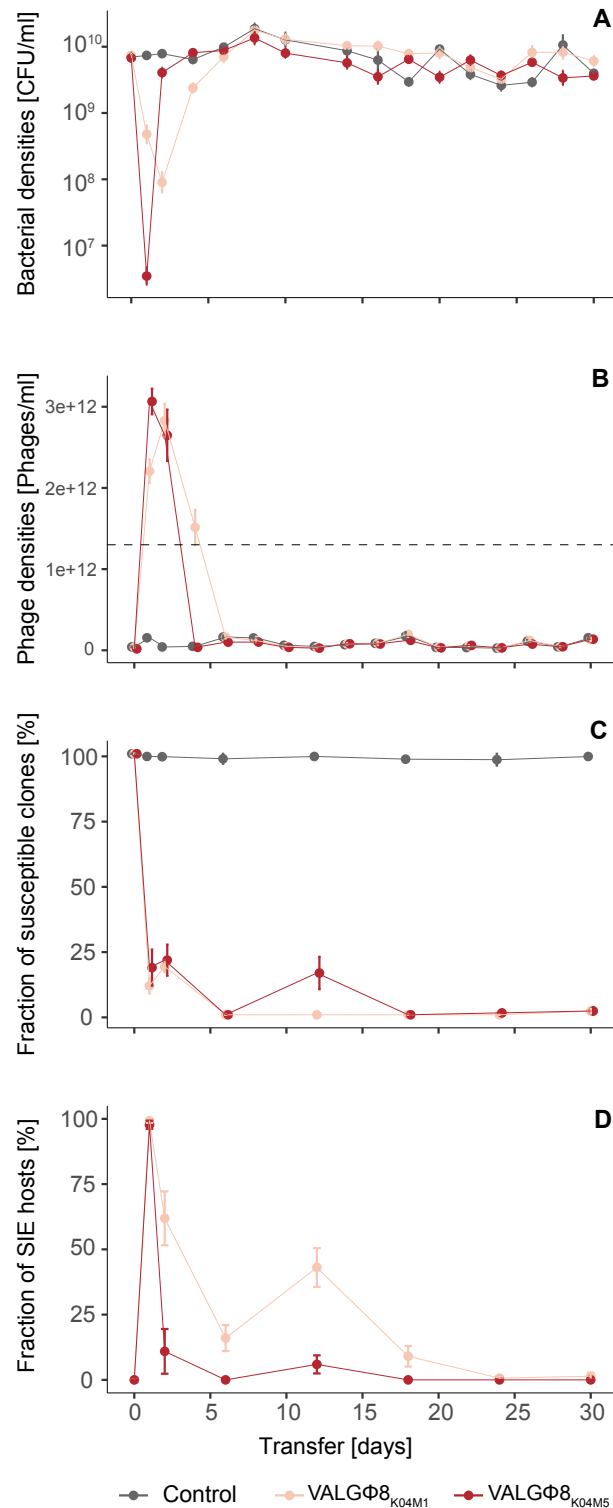 A
Bacterial densities [CFU/ml]
10¹⁰
10⁹
10⁸
10⁷
B
Phage densities [Phages/ml]
3e+12
2e+12
1e+12
0
C
Fraction of susceptible clones [%]
100
75
50
25
0
D
Fraction of SIE hosts [%]
100
75
50
25
0
0 5 10 15 20 25 30
Transfer [days]
Control VALGΦ8K04M1 VALGΦ8K04M5